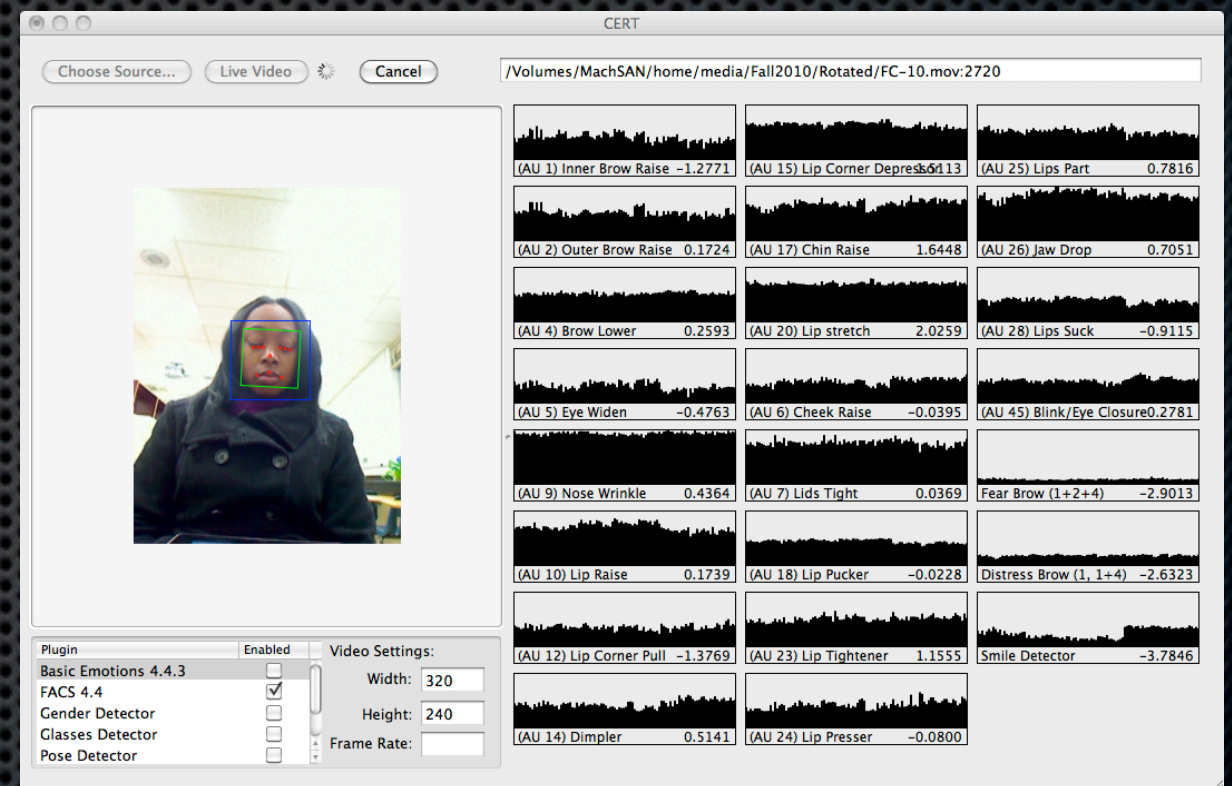 CERT
Choose Source...
Live Video
Cancel
/Volumes/MachSAN/home/media/Fall2010/Rotated/FC-10.mov:2720
(AU 1) Inner Brow Raise -1.2771
(AU 15) Lip Corner Depressor 1.5113
(AU 25) Lips Part 0.7816
(AU 2) Outer Brow Raise 0.1724
(AU 17) Chin Raise 1.6448
(AU 26) Jaw Drop 0.7051
(AU 4) Brow Lower 0.2593
(AU 20) Lip stretch 2.0259
(AU 28) Lips Suck -0.9115
(AU 5) Eye Widen -0.4763
(AU 6) Cheek Raise -0.0395
(AU 45) Blink/Eye Closure 0.2781
(AU 9) Nose Wrinkle 0.4364
(AU 7) Lids Tight 0.0369
Fear Brow (1+2+4) -2.9013
(AU 10) Lip Raise 0.1739
(AU 18) Lip Pucker -0.0228
Distress Brow (1, 1+4) -2.6323
(AU 12) Lip Corner Pull -1.3769
(AU 23) Lip Tightener 1.1555
Smile Detector -3.7846
(AU 14) Dimpler 0.5141
(AU 24) Lip Presser -0.0800
Plugin Enabled
Basic Emotions 4.4.3
FACS 4.4
Gender Detector
Glasses Detector
Pose Detector
Video Settings:
Width: 320
Height: 240
Frame Rate: